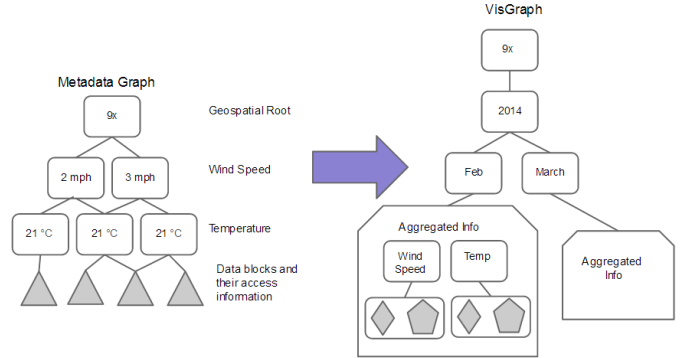 VisGraph
9x
Metadata Graph
9x
Geospatial Root
2014
2 mph
3 mph
Wind Speed
Feb
March
21 °C
21 °C
21 °C
Temperature
Aggregated Info
Wind
Speed
Temp
Aggregated
Info
Data blocks and
their access
information